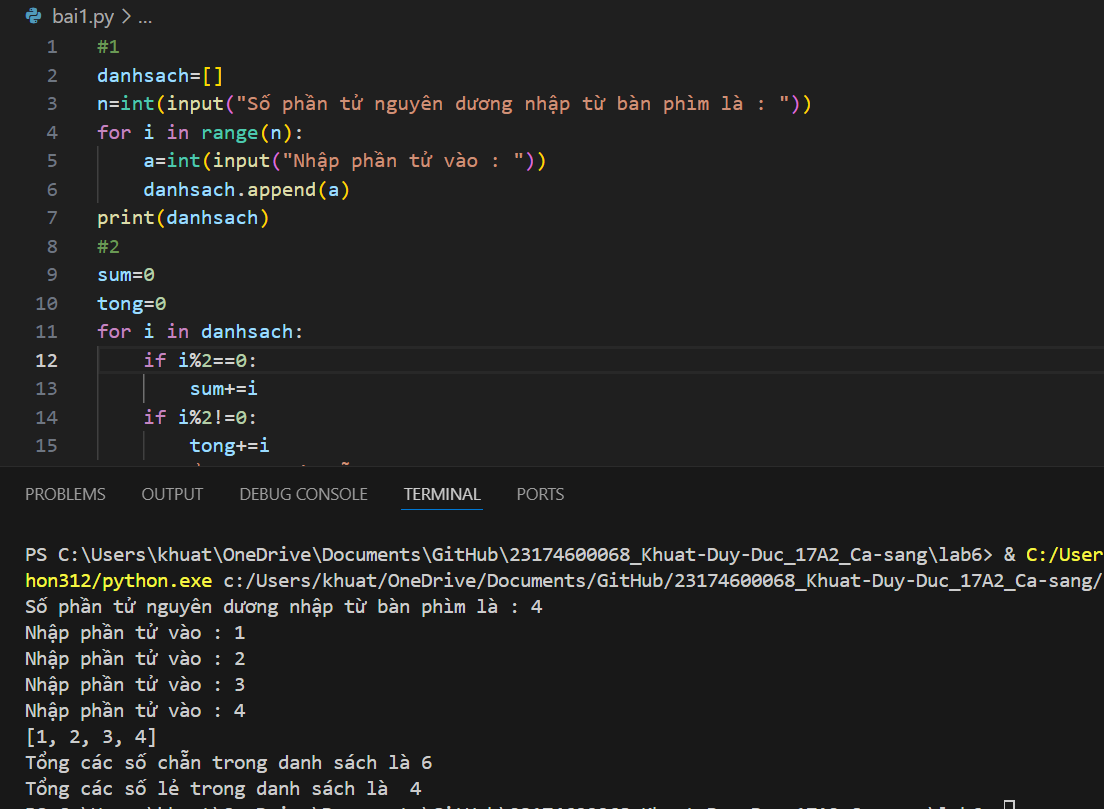 bai1.py > ...
1 #1
2 danhsach=[]
3 n=int(input("Số phần tử nguyên dương nhập từ bàn phìm là : "))
4 for i in range(n):
5     a=int(input("Nhập phần tử vào : "))
6     danhsach.append(a)
7 print(danhsach)
8 #2
9 sum=0
10 tong=0
11 for i in danhsach:
12     if i%2==0:
13         sum+=i
14     if i%2!=0:
15         tong+=i
PROBLEMS OUTPUT DEBUG CONSOLE TERMINAL PORTS
PS C:\Users\khuat\OneDrive\Documents\GitHub\23174600068_Khuat-Duy-Duc_17A2_Ca-sang\lab6> & C:/User
hon312/python.exe c:/Users/khuat/OneDrive/Documents/GitHub/23174600068_Khuat-Duy-Duc_17A2_Ca-sang/
Số phần tử nguyên dương nhập từ bàn phìm là : 4
Nhập phần tử vào : 1
Nhập phần tử vào : 2
Nhập phần tử vào : 3
Nhập phần tử vào : 4
[1, 2, 3, 4]
Tổng các số chẵn trong danh sách là 6
Tổng các số lẻ trong danh sách là  4